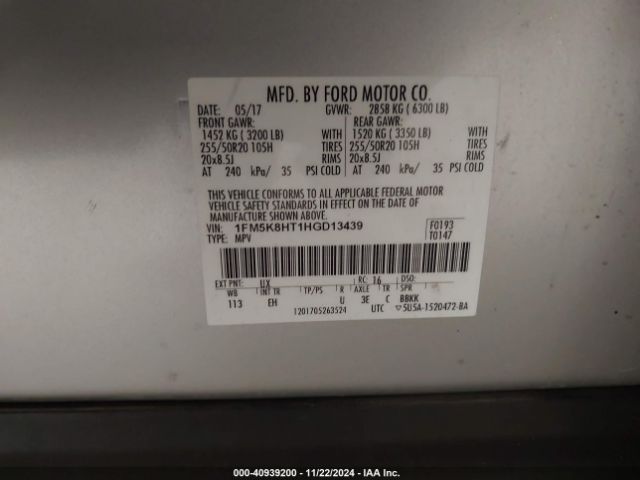 MFD. BY FORD MOTOR CO.
DATE: 05/17 GVWR: 2858 KG ( 6300 LB)
FRONT GAWR: REAR GAWR:
1452 KG ( 3200 LB) WITH 1520 KG ( 3350 LB) WITH
255/50R20 105H TIRES 255/50R20 105H TIRES
20x8.5J RIMS 20x8.5J RIMS
AT 240 kPa/ 35 PSI COLD AT 240 kPa/ 35 PSI COLD
THIS VEHICLE CONFORMS TO ALL APPLICABLE FEDERAL MOTOR
VEHICLE SAFETY STANDARDS IN EFFECT ON THE DATE OF
MANUFACTURE SHOWN ABOVE.
VIN: 1FM5K8HT1HGD13439 F0193
TYPE: MPV T0147
EXT PNT: UX RC: 16 DSO:
WB INT TR TP/PS R AXLE TR SPR
113 EH U 3E C BBKK
1201705263524 UTC 5U5A-1520472-BA
000-40939200 - 11/22/2024 - IAA Inc.